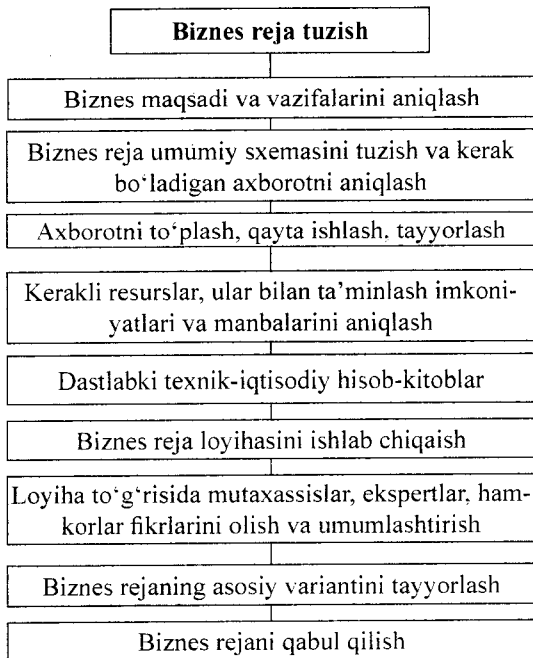 Biznes reja tuzish
Biznes maqsadi va vazifalarini aniqlash
Biznes reja umumiy sxemasini tuzish va kerak
bo‘ladigan axborotni aniqlash
Axborotni to‘plash, qayta ishlash, tayyorlash
Kerakli resurslar, ular bilan ta’minlash imkoni-
yatlari va manbalarini aniqlash
Dastlabki texnik-iqtisodiy hisob-kitoblar
Biznes reja loyihasini ishlab chiqaish
Loyiha to‘g‘risida mutaxassislar, ekspertlar, ham-
korlar fikrlarini olish va umumlashtirish
Biznes rejaning asosiy variantini tayyorlash
Biznes rejani qabul qilish